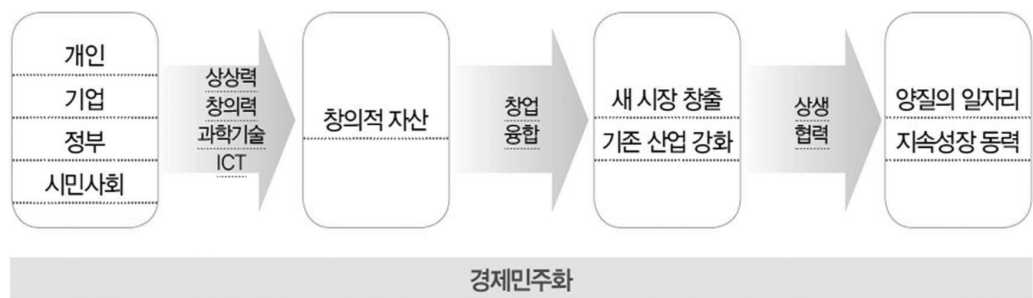 개인
기업
정부
시민사회
상상력
창의력
과학기술
ICT
창의적 자산
창업
융합
새 시장 창출
기존 산업 강화
상생
협력
양질의 일자리
지속성장 동력
경제민주화